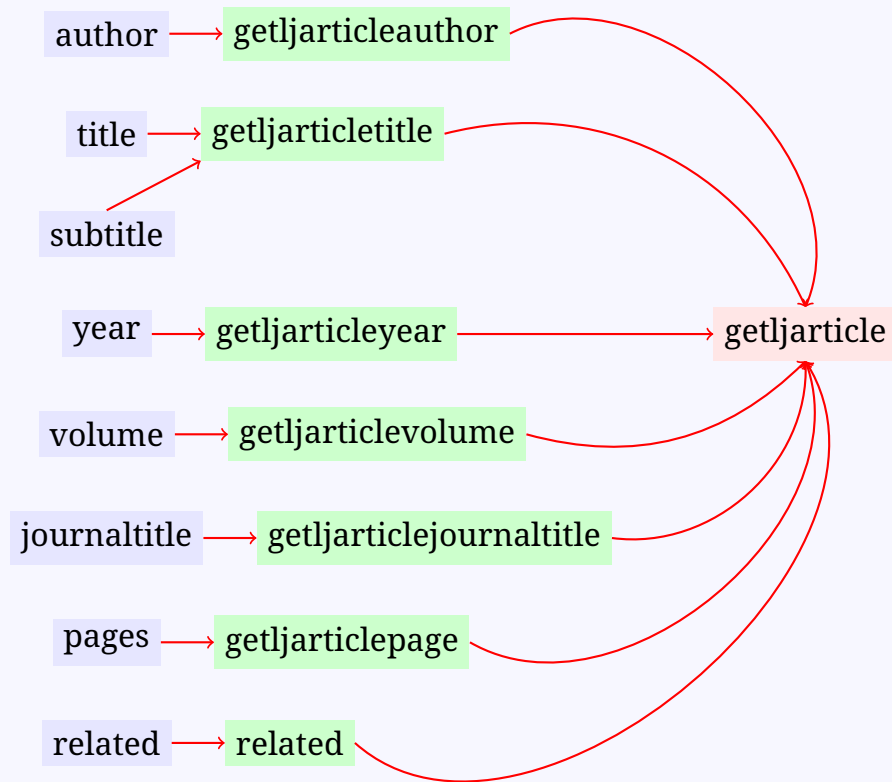 author
getljarticleauthor
title
getljarticletitle
subtitle
year
getljarticleyear
getljarticle
volume
getljarticlevolume
journaltitle
getljarticlejournaltitle
pages
getljarticlepage
related
related